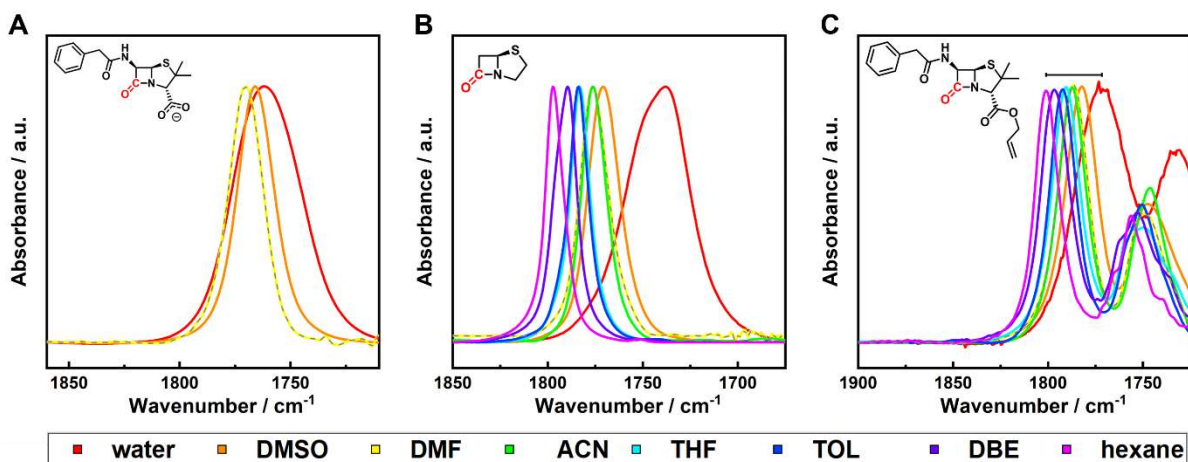 A
B
C
H
N
S
O
N
O
O
O
⊖
S
N
O
H
N
S
O
N
O
O
O
Absorbance / a.u.
Absorbance / a.u.
Absorbance / a.u.
1850 1800 1750
1850 1800 1750 1700
1900 1850 1800 1750
Wavenumber / cm-1
Wavenumber / cm-1
Wavenumber / cm-1
water DMSO DMF ACN THF TOL DBE hexane